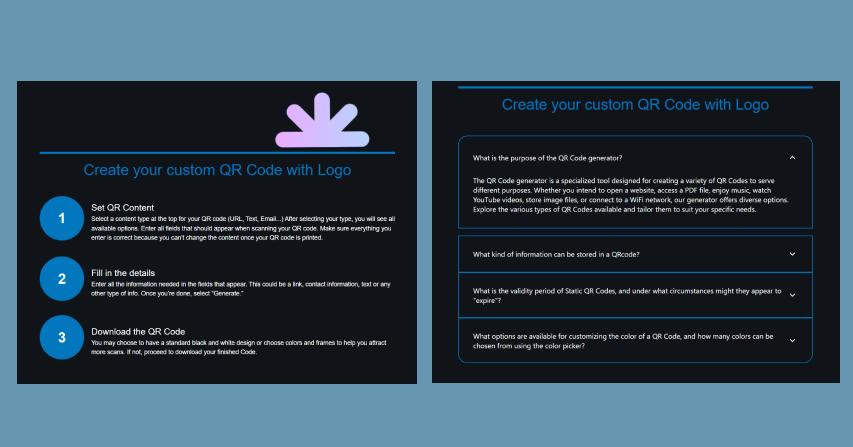 Create your custom QR Code with Logo
1
Set QR Content
Select a content type at the top for your QR code (URL, Text, Email...) After selecting your type, you will see all
available options. Enter all fields that should appear when scanning your QR code. Make sure everything you
enter is correct because you can't change the content once your QR code is printed.
2
Fill in the details
Enter all the information needed in the fields that appear. This could be a link, contact information, text or any
other type of info. Once you're done, select "Generate."
3
Download the QR Code
You may choose to have a standard black and white design or choose colors and frames to help you attract
more scans. If not, proceed to download your finished Code.
Create your custom QR Code with Logo
What is the purpose of the QR Code generator?
The QR Code generator is a specialized tool designed for creating a variety of QR Codes to serve
different purposes. Whether you intend to open a website, access a PDF file, enjoy music, watch
YouTube videos, store image files, or connect to a WiFi network, our generator offers diverse options.
Explore the various types of QR Codes available and tailor them to suit your specific needs.
What kind of information can be stored in a QRcode?
What is the validity period of Static QR Codes, and under what circumstances might they appear to
"expire"?
What options are available for customizing the color of a QR Code, and how many colors can be
chosen from using the color picker?